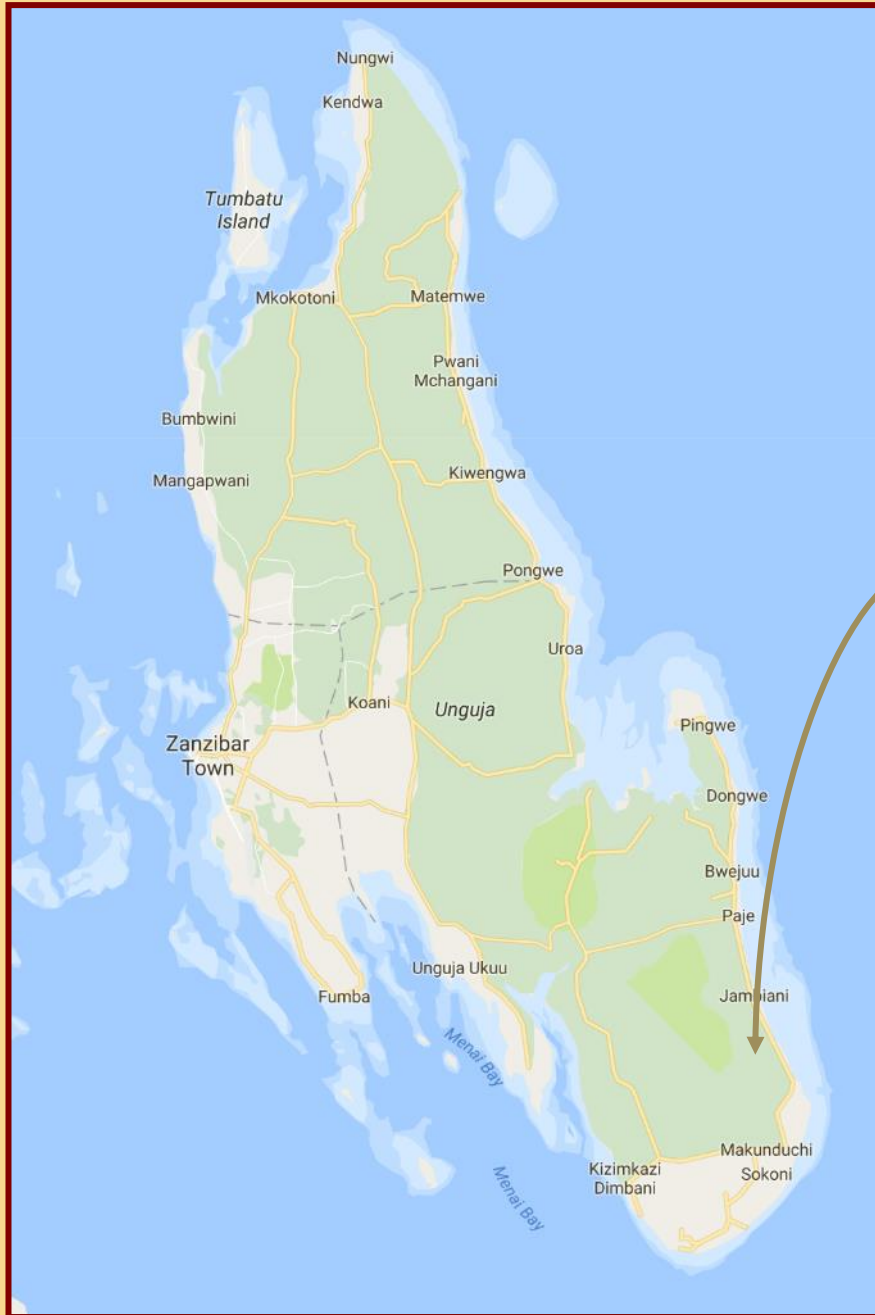 Nungwi
Kendwa
Tumbatu
Island
Mkokotoni
Matemwe
Pwani
Mchangani
Bumbwini
Mangapwani
Kiwengwa
Pongwe
Uroa
Koani
Unguja
Pingwe
Zanzibar
Town
Dongwe
Bwejuu
Paje
Unguja Ukuu
Fumba
Jambiani
Menai Bay
Makunduchi
Sokoni
Kizimkazi
Dimbani
Menai Bay